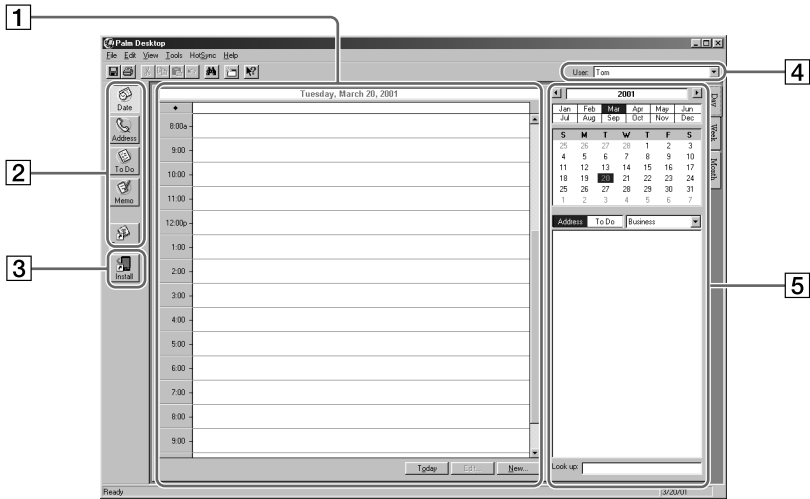 1
Palm Desktop
File Edit View Tools HotSync Help
User: Tom
4
Date
Address
To Do
Memo
2
Install
3
Tuesday, March 20, 2001
8:00a
9:00
10:00
11:00
12:00p
1:00
2:00
3:00
4:00
5:00
6:00
7:00
8:00
9:00
Today Edit... New...
2001
Jan Feb Mar Apr May Jun
Jul Aug Sep Oct Nov Dec
S M T W T F S
25 26 27 28 1 2 3
4 5 6 7 8 9 10
11 12 13 14 15 16 17
18 19 20 21 22 23 24
25 26 27 28 29 30 31
1 2 3 4 5 6 7
Address To Do Business
Look up:
Day
Week
Month
5
Ready 3/20/01